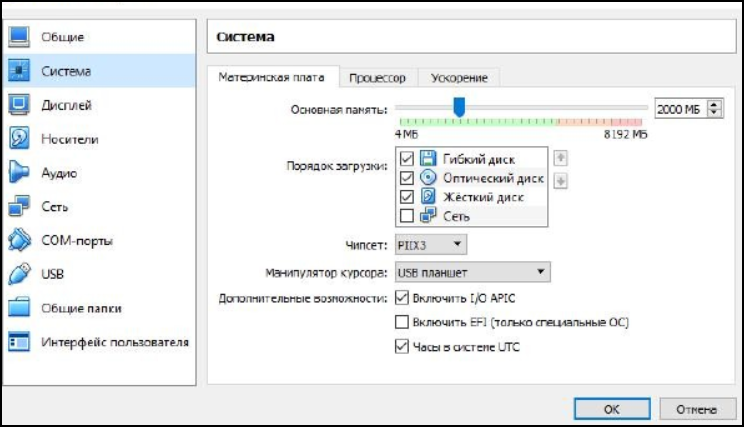 Общие
Система
Дисплей
Носители
Аудио
Сеть
COM-порты
USB
Общие папки
Интерфейс пользователя
Система
Материнская плата Процессор Ускорение
Основная память: 2000 МБ
4 МБ 8192 МБ
Порядок загрузки:
Гибкий диск
Оптический диск
Жёсткий диск
Сеть
Чипсет: PIIX3
Манипулятор курсора: USB планшет
Дополнительные возможности: Включить I/O APIC
Включить EFI (только специальные ОС)
Часы в системе UTC
OK Отмена